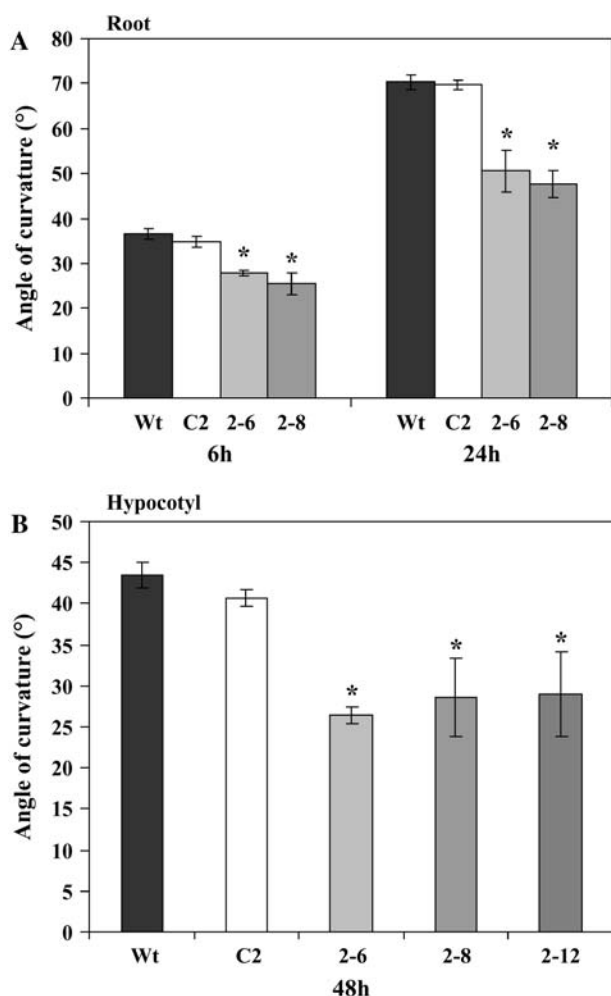 Root
A
80
70
60
50
40
30
20
10
0
Angle of curvature (°)
* * * *
Wt C2 2-6 2-8 Wt C2 2-6 2-8
6h 24h
Hypocotyl
B
50
45
40
35
30
25
20
15
10
5
0
Angle of curvature (°)
* * *
Wt C2 2-6 2-8 2-12
48h